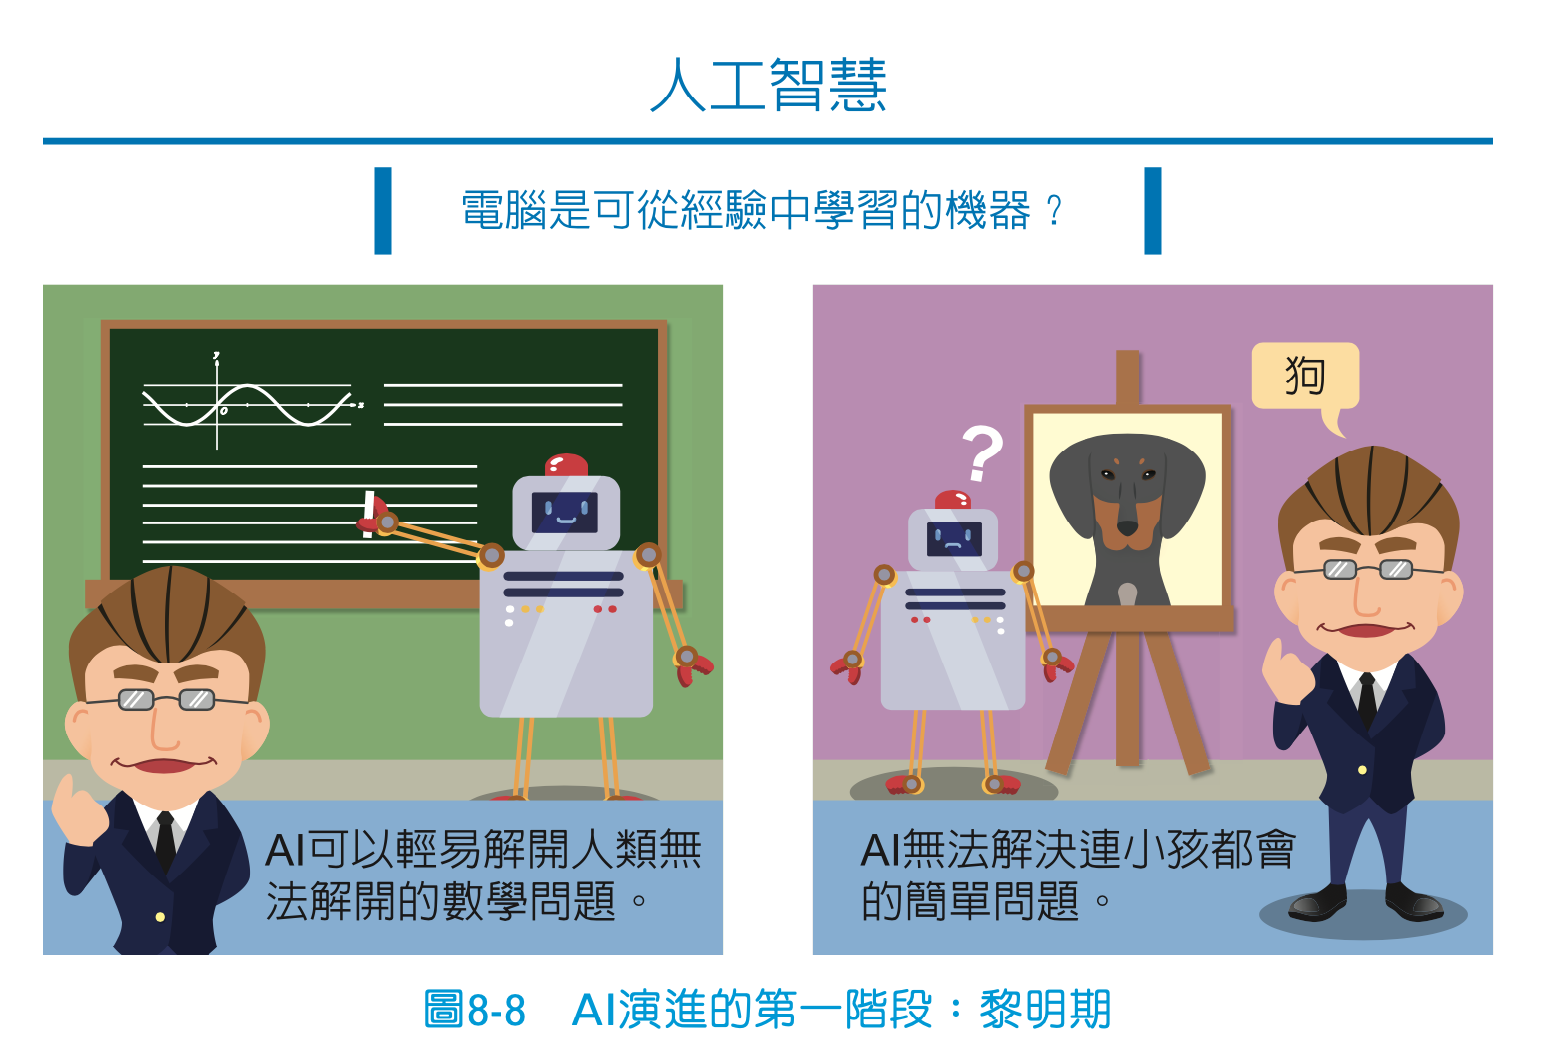 人工智慧
電腦是可從經驗中學習的機器？
y
O
x
狗
?
AI可以輕易解開人類無
法解開的數學問題。
AI無法解決連小孩都會
的簡單問題。
圖8-8　AI演進的第一階段：黎明期